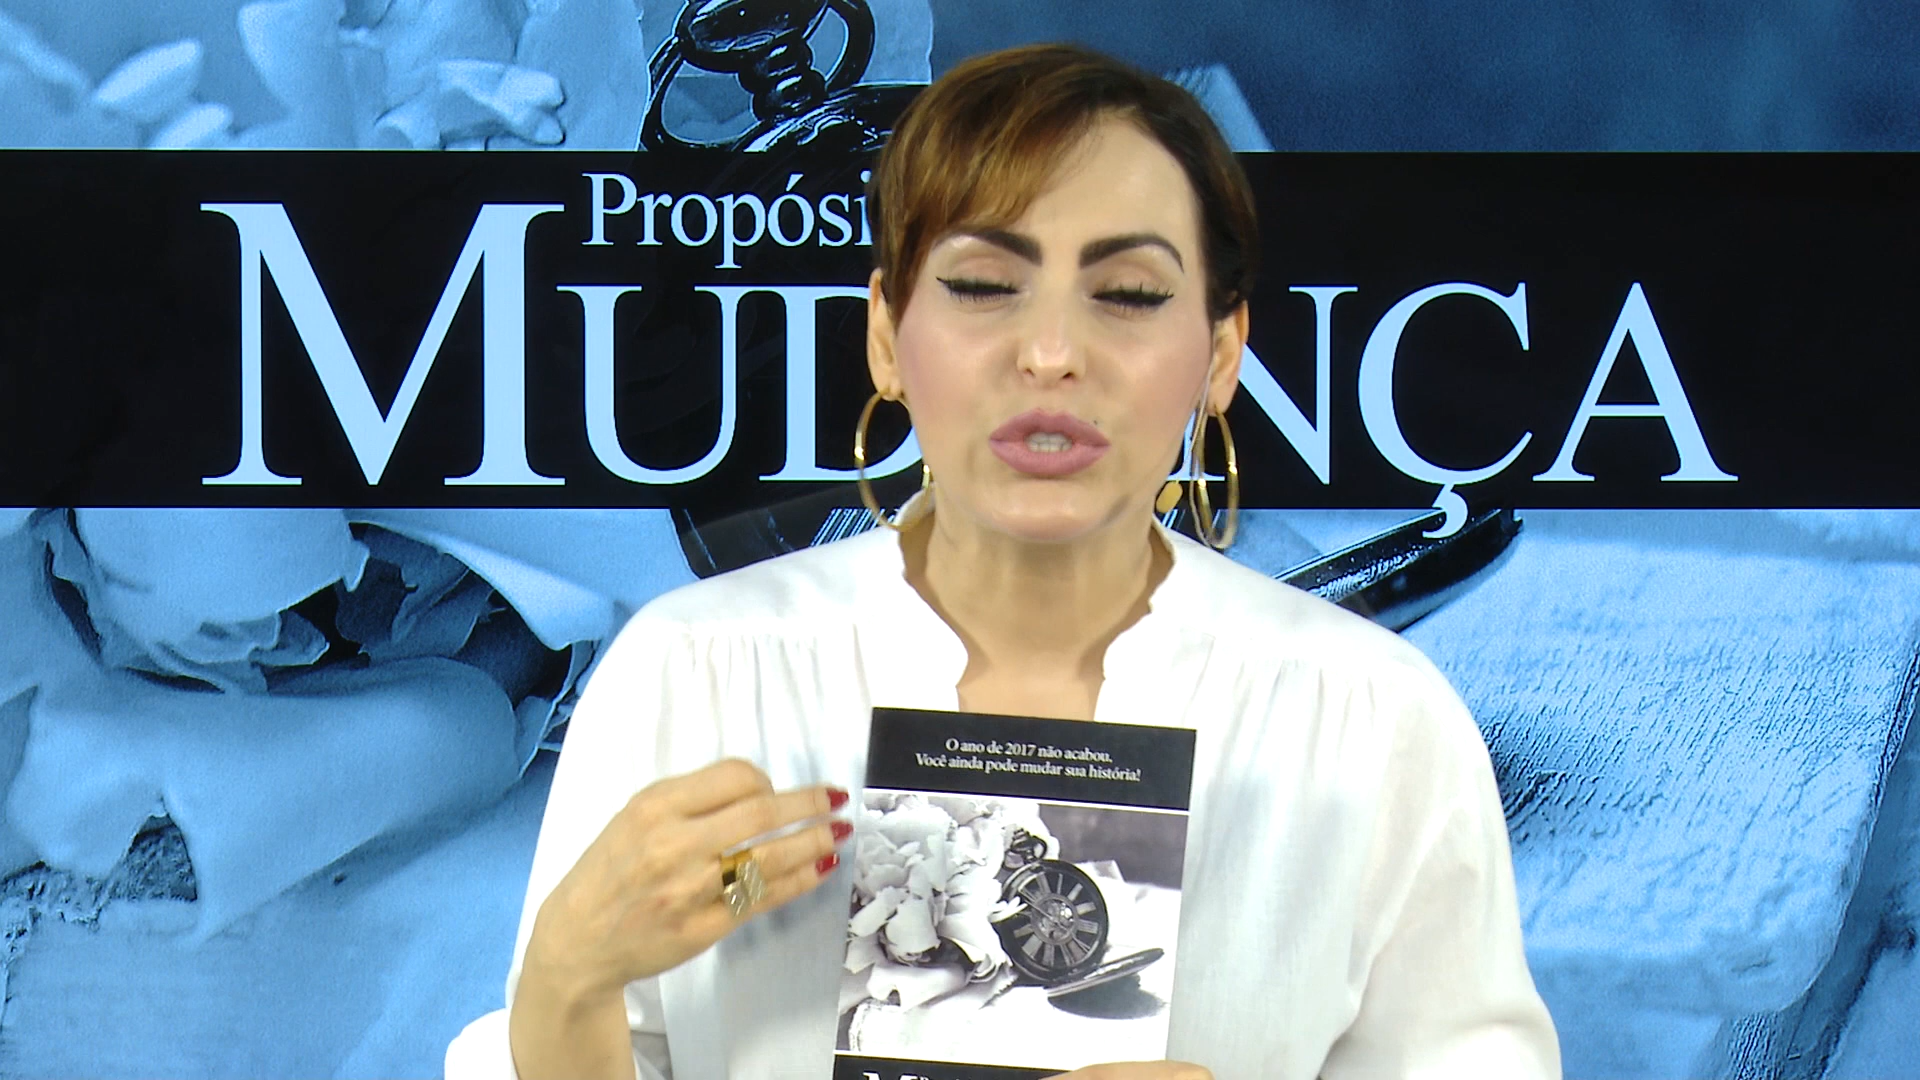 Propósi
MUD NÇA
O ano de 2017 não acabou.
Você ainda pode mudar sua história!